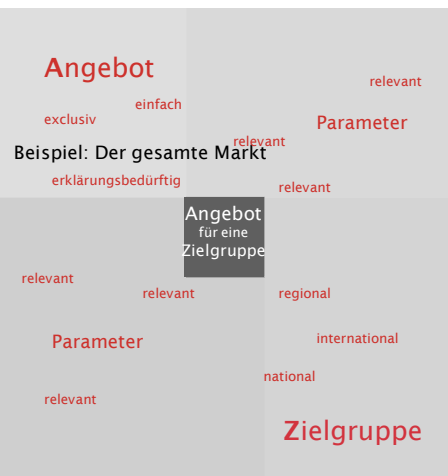 Angebot
relevant
einfach
exclusiv
Parameter
relevant
Beispiel: Der gesamte Markt
erklärungsbedürftig
relevant
Angebot
für eine
Zielgruppe
relevant
relevant
regional
Parameter
international
national
relevant
Zielgruppe